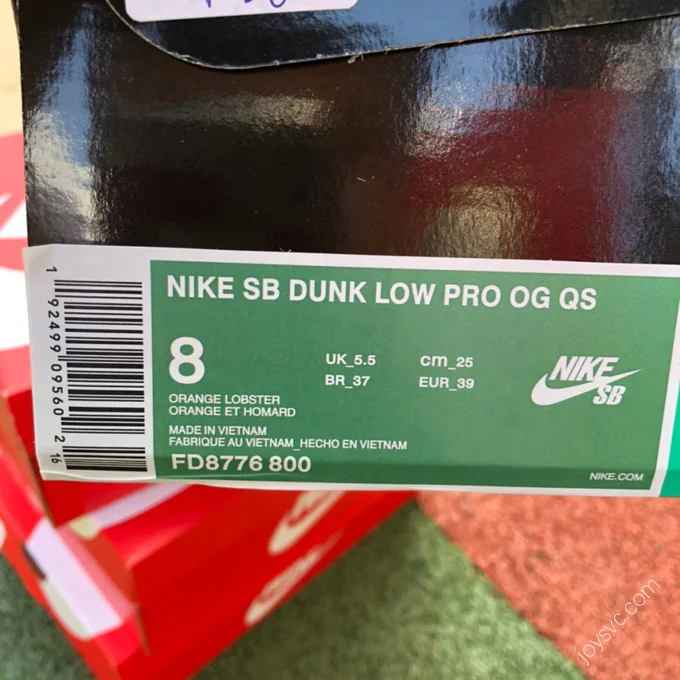 NIKE SB DUNK LOW PRO OG QS
8
UK_5.5 cm_25
BR_37 EUR_39
ORANGE LOBSTER
ORANGE ET HOMARD
MADE IN VIETNAM
FABRIQUE AU VIETNAM_HECHO EN VIETNAM
FD8776 800
NIKE
SB
NIKE.COM
1 92499 09560 2 16
joysvc.com